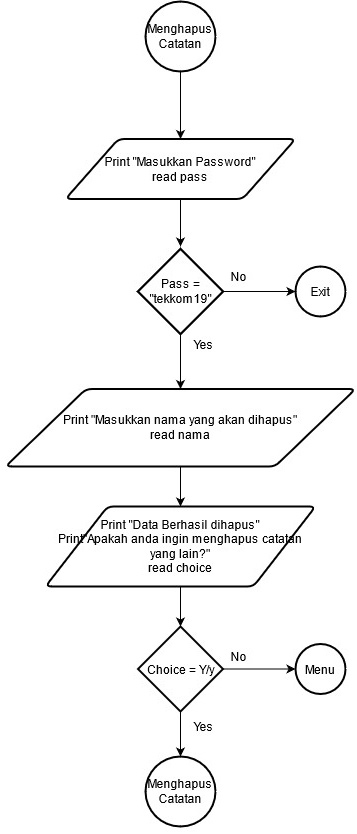 Menghapus
Catatan
Print "Masukkan Password"
read pass
Pass =
"tekkom19"
No
Exit
Yes
Print "Masukkan nama yang akan dihapus"
read nama
Print "Data Berhasil dihapus"
Print"Apakah anda ingin menghapus catatan
yang lain?"
read choice
Choice = Y/y
No
Menu
Yes
Menghapus
Catatan